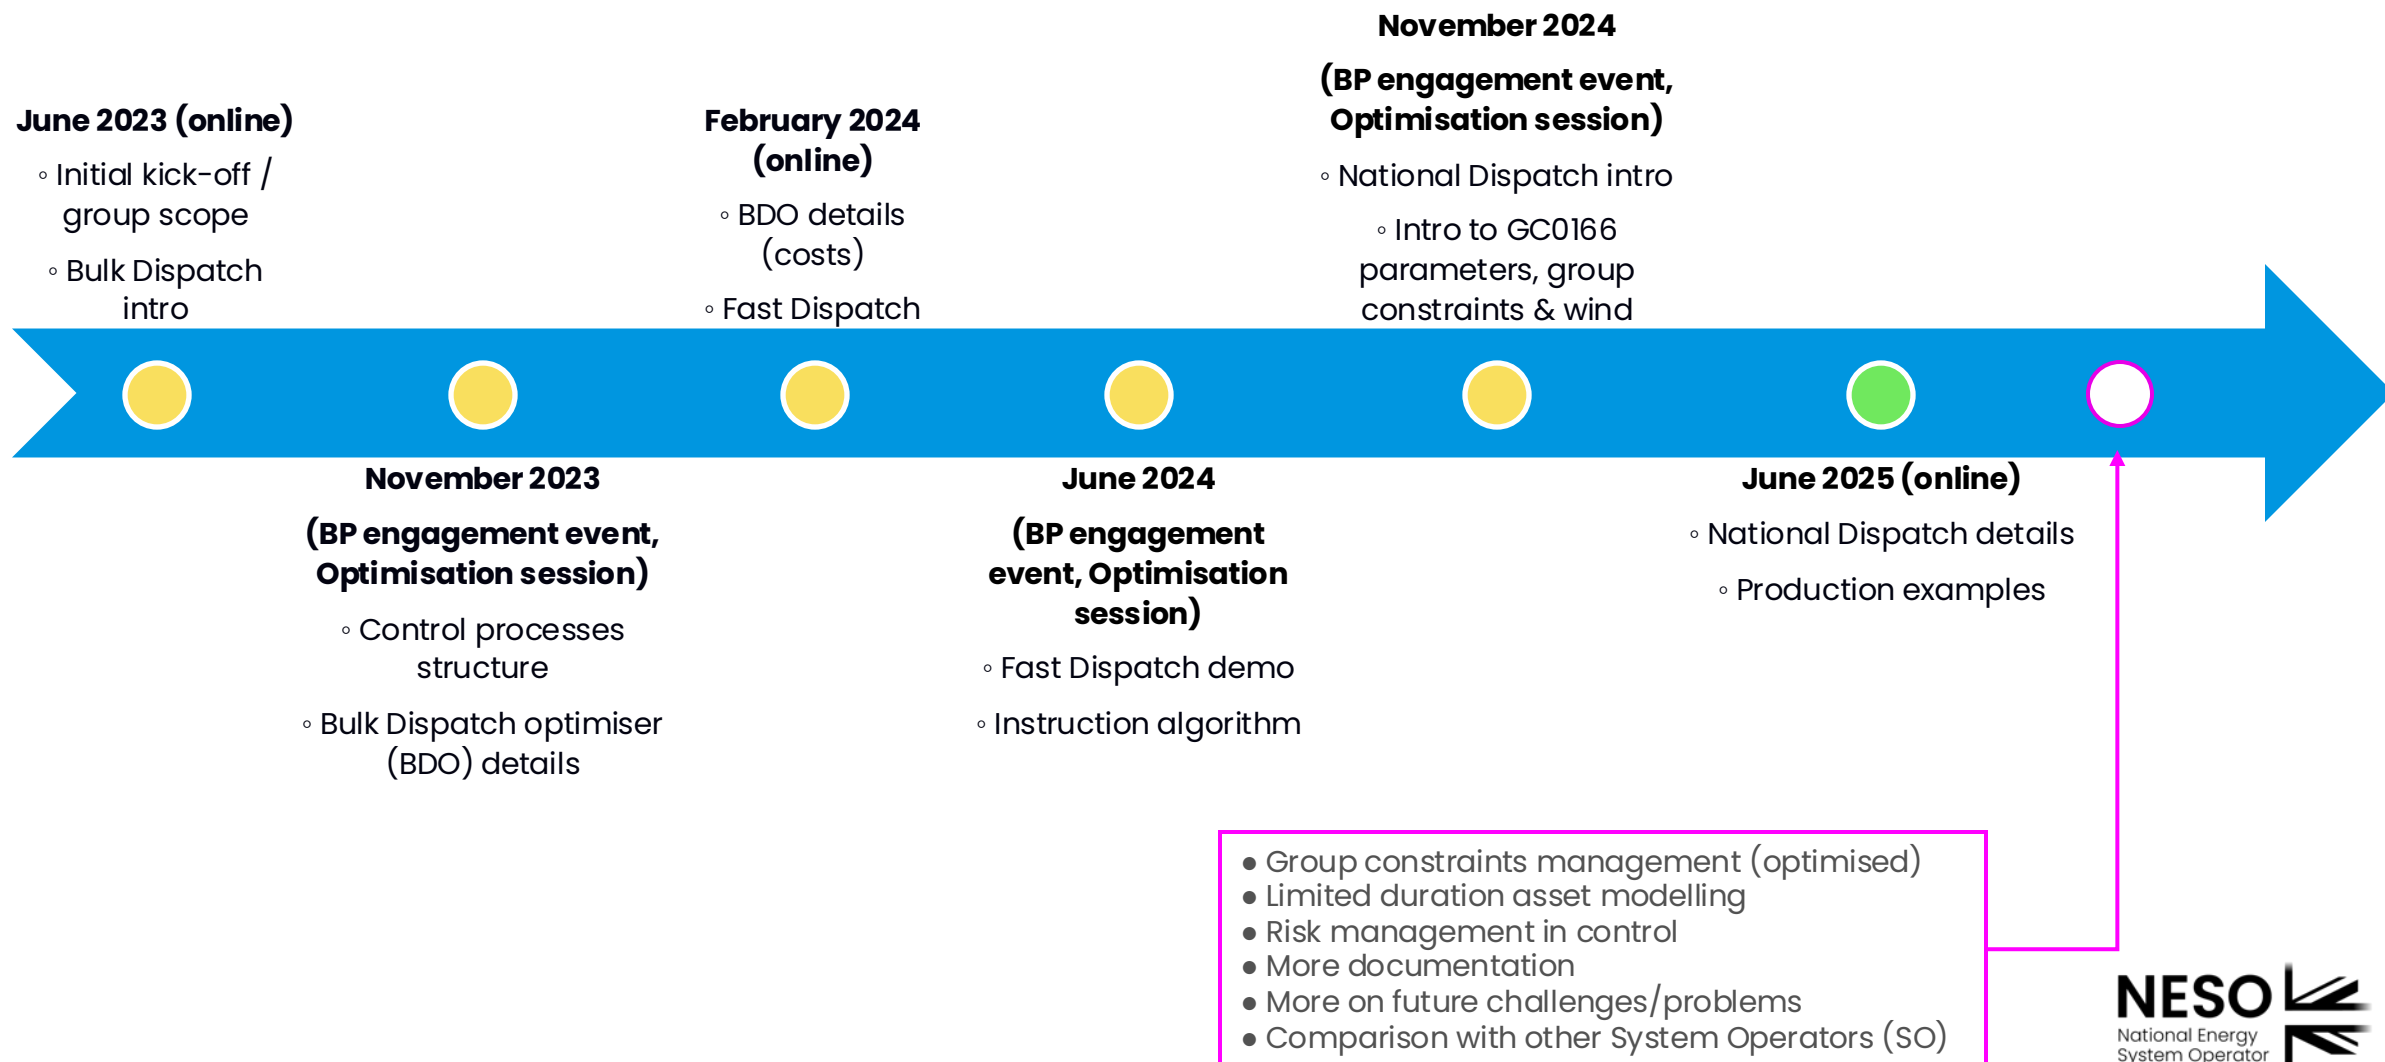 June 2023 (online)
◦ Initial kick-off /
group scope
◦ Bulk Dispatch
intro
November 2023
(BP engagement event,
Optimisation session)
◦ Control processes
structure
◦ Bulk Dispatch optimiser
(BDO) details
February 2024
(online)
◦ BDO details
(costs)
◦ Fast Dispatch
June 2024
(BP engagement
event, Optimisation
session)
◦ Fast Dispatch demo
◦ Instruction algorithm
November 2024
(BP engagement event,
Optimisation session)
◦ National Dispatch intro
◦ Intro to GC0166
parameters, group
constraints & wind
June 2025 (online)
◦ National Dispatch details
◦ Production examples
● Group constraints management (optimised)
● Limited duration asset modelling
● Risk management in control
● More documentation
● More on future challenges/problems
● Comparison with other System Operators (SO)
NESO
National Energy
System Operator